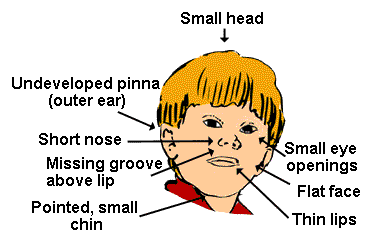 Small head
Undeveloped pinna
(outer ear)
Short nose
Missing groove
above lip
Pointed, small
chin
Small eye
openings
Flat face
Thin lips